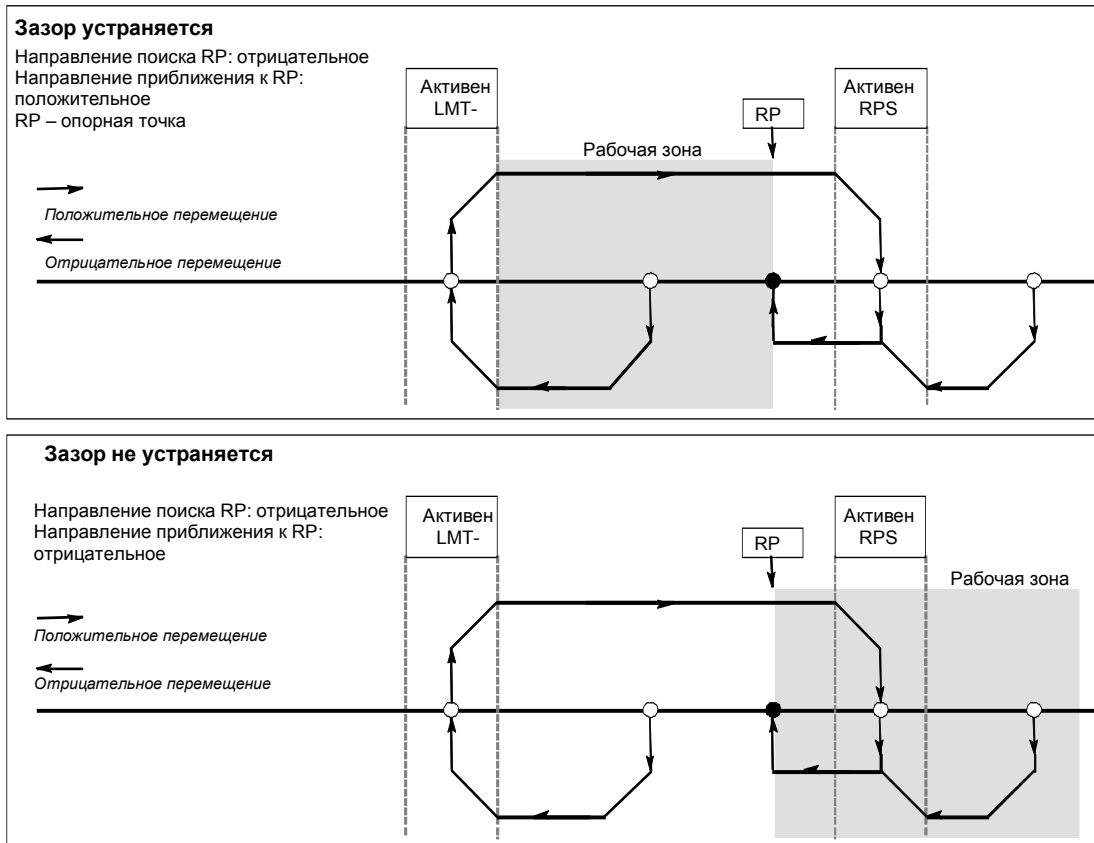 Зазор устраняется
Направление поиска RP: отрицательное
Направление приближения к RP:
положительное
RP – опорная точка
Активен
LMT-
RP
Активен
RPS
Рабочая зона
Положительное перемещение
Отрицательное перемещение
Зазор не устраняется
Направление поиска RP: отрицательное
Направление приближения к RP:
отрицательное
Активен
LMT-
RP
Активен
RPS
Рабочая зона
Положительное перемещение
Отрицательное перемещение